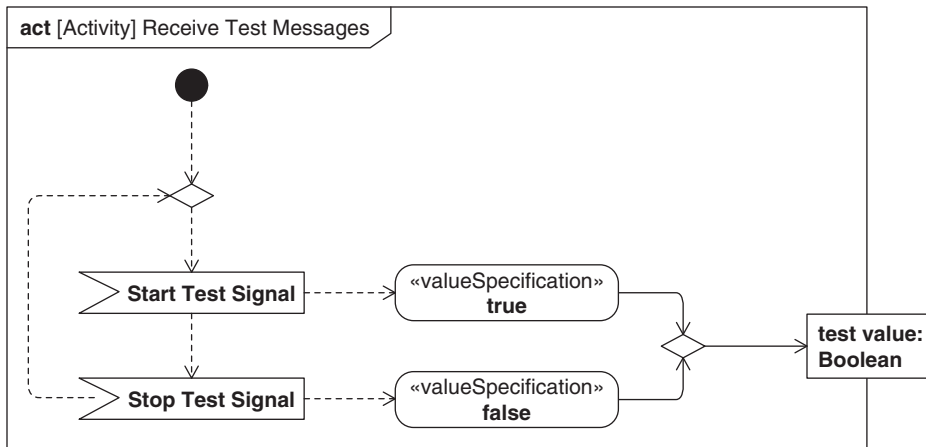 act [Activity] Receive Test Messages
Start Test Signal
«valueSpecification»
true
test value:
Boolean
Stop Test Signal
«valueSpecification»
false